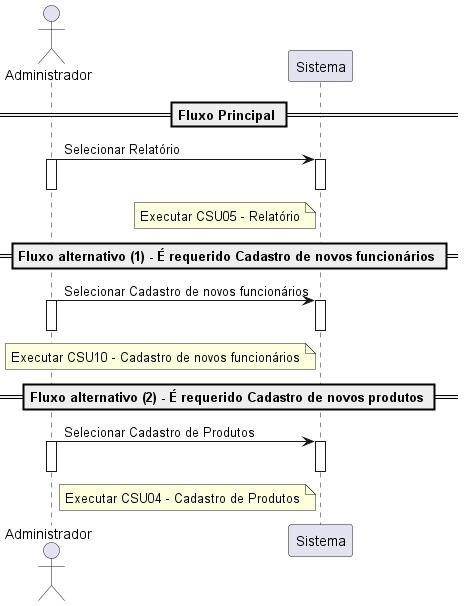 Administrador
Sistema
Fluxo Principal
Selecionar Relatório
Executar CSU05 - Relatório
Fluxo alternativo (1) - É requerido Cadastro de novos funcionários
Selecionar Cadastro de novos funcionários
Executar CSU10 - Cadastro de novos funcionários
Fluxo alternativo (2) - É requerido Cadastro de novos produtos
Selecionar Cadastro de Produtos
Executar CSU04 - Cadastro de Produtos
Administrador
Sistema